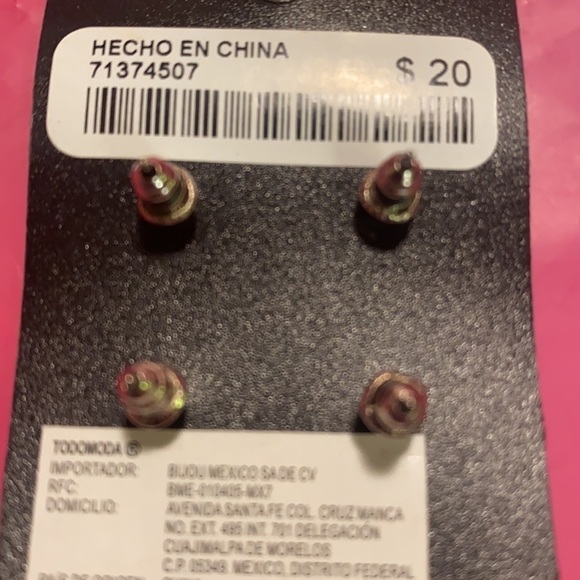 HECHO EN CHINA
71374507
$ 20
TODOMODA ®
IMPORTADOR: BIJOU MEXICO SA DE CV
RFC: BME-010405-MX7
DOMICILIO: AVENIDA SANTA FE COL. CRUZ MANCA
NO. EXT. 495 INT. 701 DELEGACIÓN
CUAJIMALPA DE MORELOS
C.P. 05349. MEXICO, DISTRITO FEDERAL